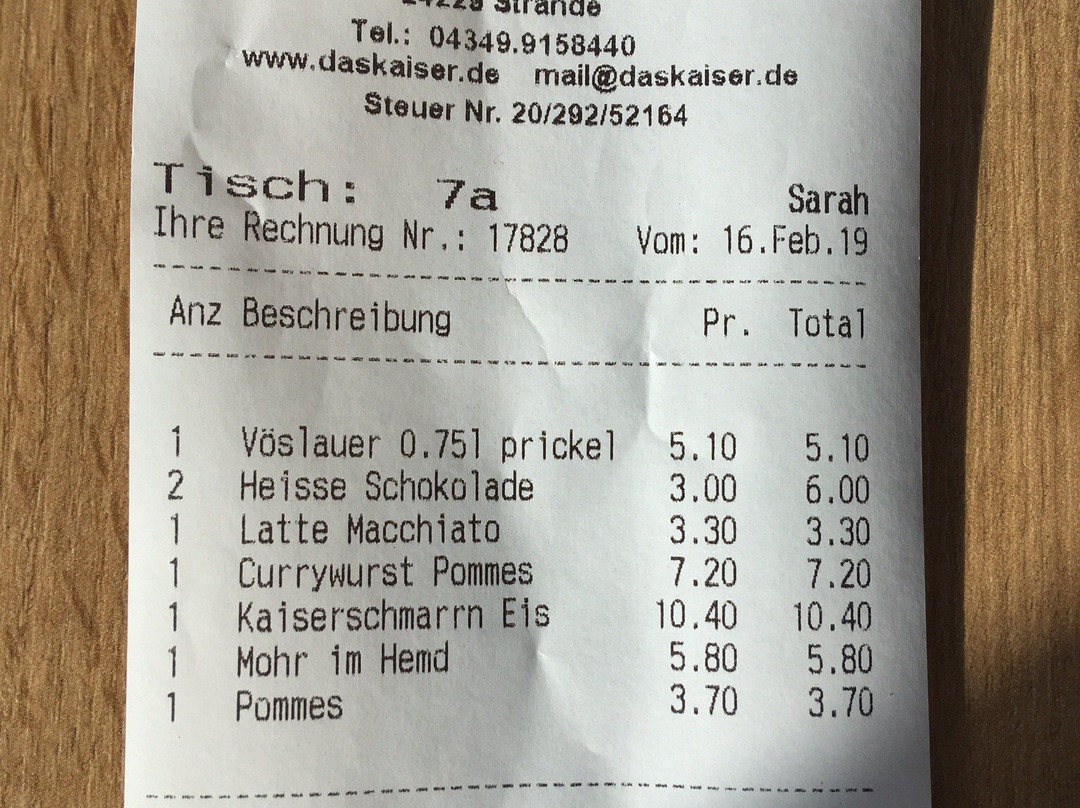 24229 Strande
Tel.: 04349.9158440
www.daskaiser.de mail@daskaiser.de
Steuer Nr. 20/292/52164
Tisch: 7a Sarah
Ihre Rechnung Nr.: 17828 Vom: 16.Feb.19
Anz Beschreibung Pr. Total
1 Vöslauer 0.75l prickel 5.10 5.10
2 Heisse Schokolade 3.00 6.00
1 Latte Macchiato 3.30 3.30
1 Currywurst Pommes 7.20 7.20
1 Kaiserschmarrn Eis 10.40 10.40
1 Mohr im Hemd 5.80 5.80
1 Pommes 3.70 3.70